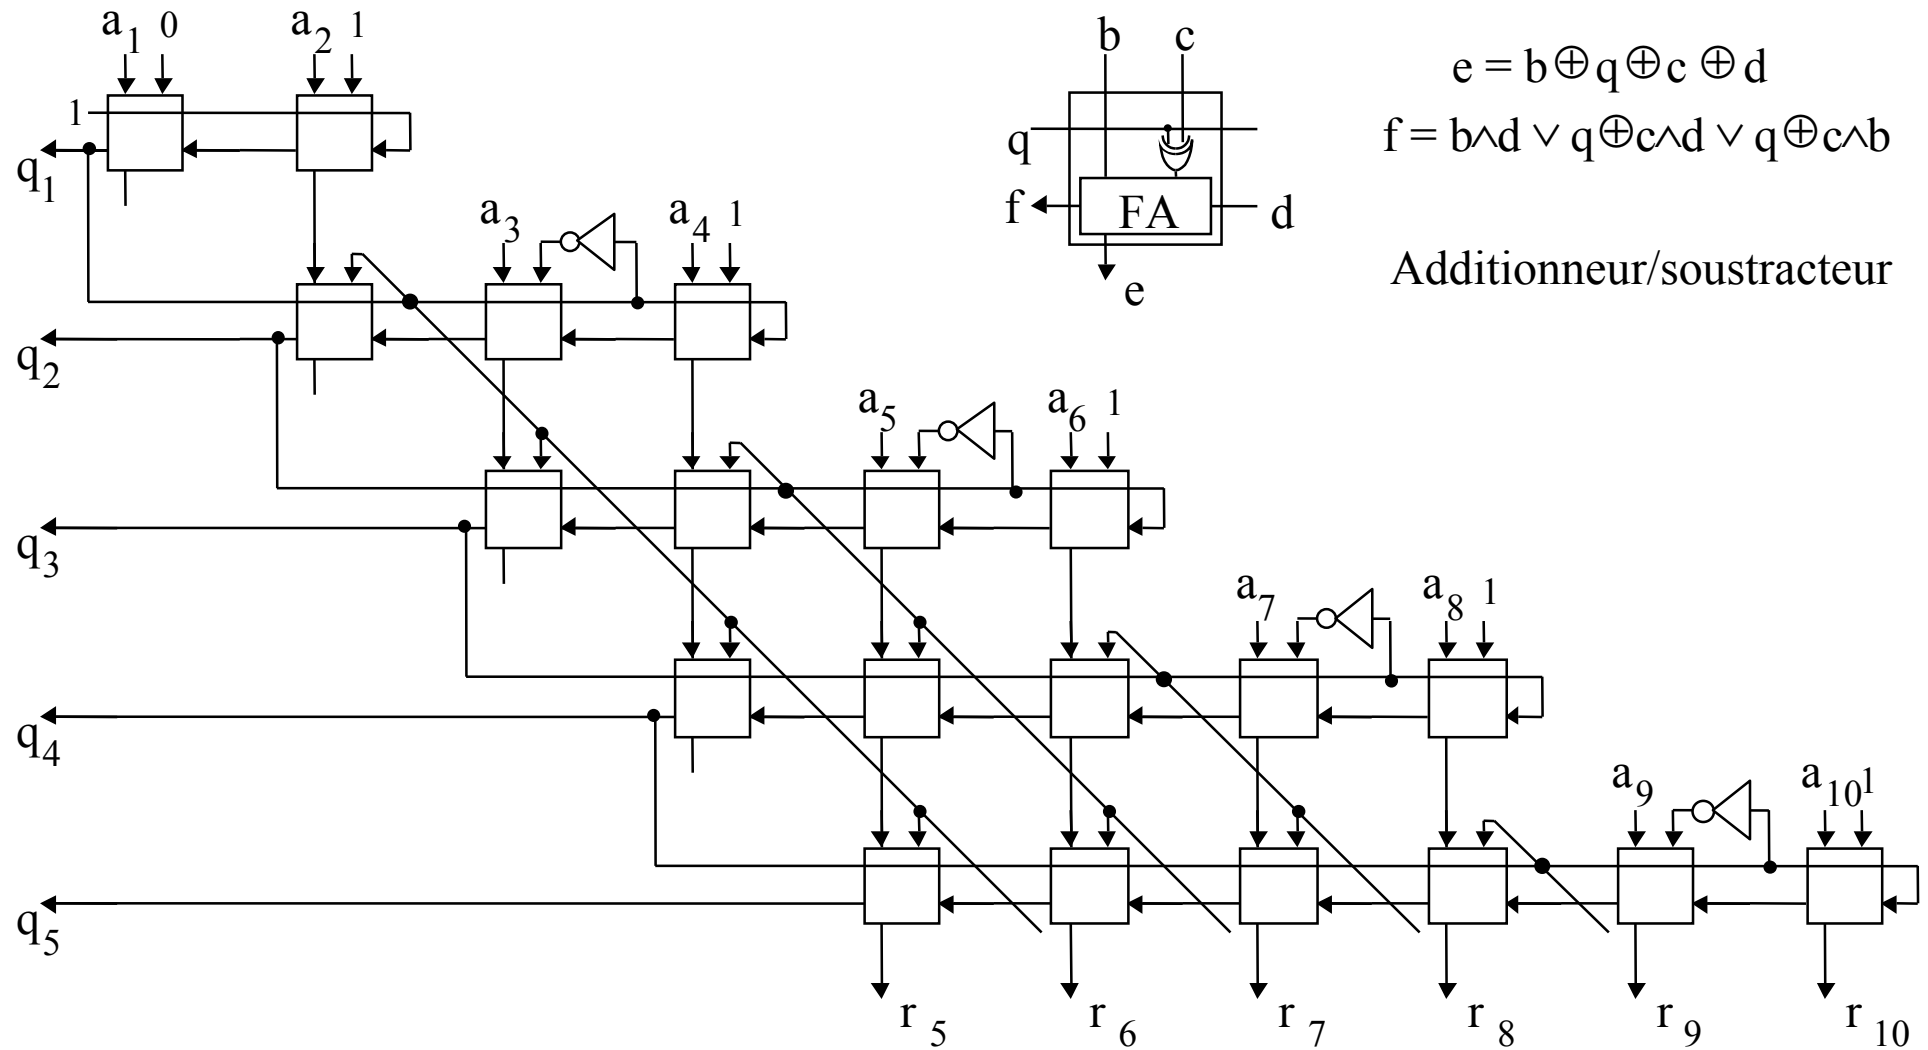 a1 0 a2 1
b c
e = b⊕q⊕c⊕d
1
f = b∧d ∨ q⊕c∧d ∨ q⊕c∧b
q
q1
f FA d
a3 a4 1
Additionneur/soustracteur
e
q2
a5 a6 1
q3
a7 a8 1
q4
a9 a10 1
q5
r5 r6 r7 r8 r9 r10